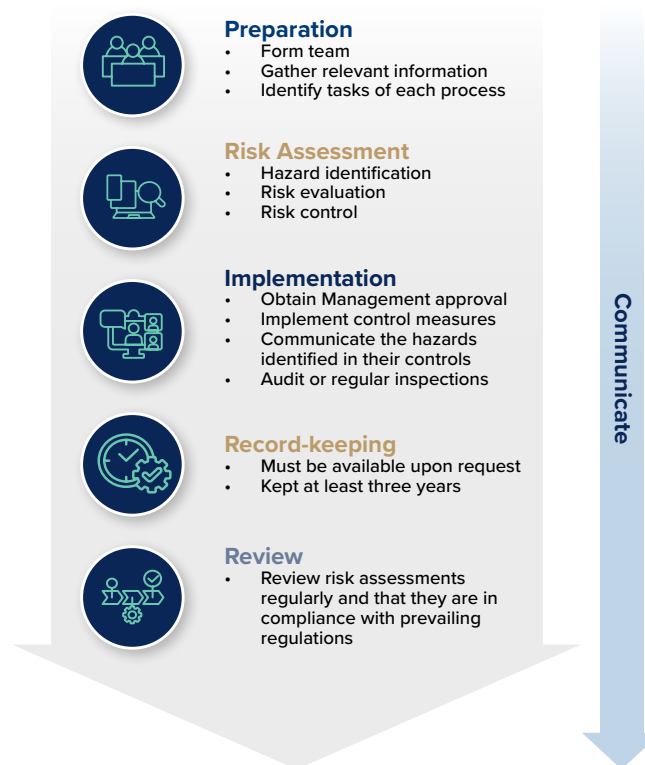 Preparation
• Form team
• Gather relevant information
• Identify tasks of each process
Risk Assessment
• Hazard identification
• Risk evaluation
• Risk control
Implementation
• Obtain Management approval
• Implement control measures
• Communicate the hazards
identified in their controls
• Audit or regular inspections
Record-keeping
• Must be available upon request
• Kept at least three years
Review
• Review risk assessments
regularly and that they are in
compliance with prevailing
regulations
Communicate